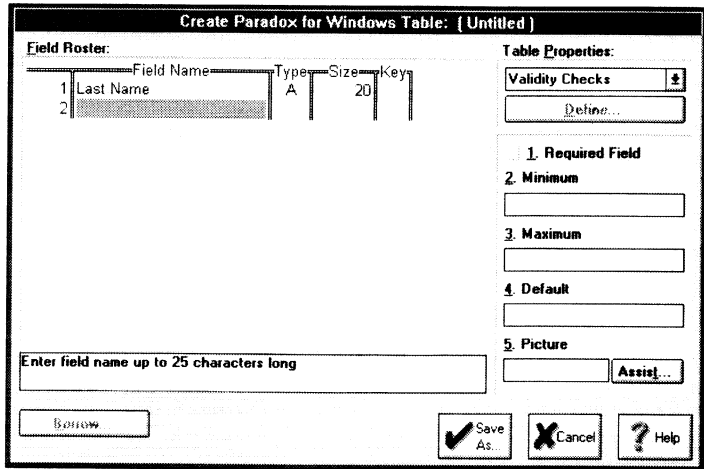 Create Paradox for Windows Table: ( Untitled )
Field Roster:
Field Name Type Size Key
1 Last Name A 20
2
Enter field name up to 25 characters long
Borrow...
Table Properties:
Validity Checks
Define...
1. Required Field
2. Minimum
3. Maximum
4. Default
5. Picture
Assist...
Save As...
Cancel
? Help